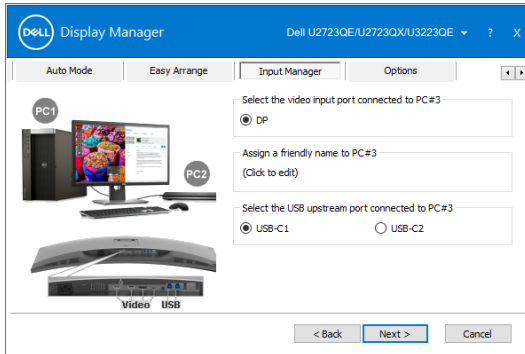 DELL Display Manager
Dell U2723QE/U2723QX/U3223QE ? X
Auto Mode Easy Arrange Input Manager Options
Select the video input port connected to PC#3
DP
Assign a friendly name to PC#3
(Click to edit)
Select the USB upstream port connected to PC#3
USB-C1 USB-C2
PC1
PC2
Video USB
< Back Next > Cancel